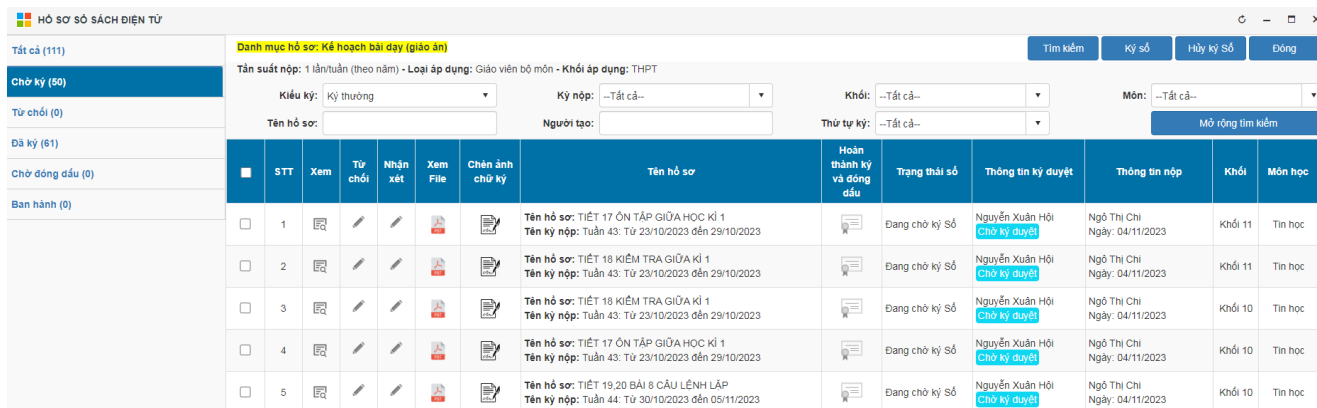 HỒ SƠ SỔ SÁCH ĐIỆN TỬ
Tất cả (111)
Chờ ký (50)
Từ chối (0)
Đã ký (61)
Chờ đóng dấu (0)
Ban hành (0)
Danh mục hồ sơ: Kế hoạch bài dạy (giáo án)
Tìm kiếm Ký số Hủy ký Số Đóng
Tần suất nộp: 1 lần/tuần (theo năm) - Loại áp dụng: Giáo viên bộ môn - Khối áp dụng: THPT
Kiểu ký: Ký thường Kỳ nộp: --Tất cả-- Khối: --Tất cả-- Môn: --Tất cả--
Tên hồ sơ: Người tạo: Thứ tự ký: --Tất cả-- Mở rộng tìm kiếm
STT Xem Từ chối Nhận xét Xem File Chèn ảnh chữ ký Tên hồ sơ Hoàn thành ký và đóng dấu Trạng thái số Thông tin ký duyệt Thông tin nộp Khối Môn học
1 Tên hồ sơ: TIẾT 17 ÔN TẬP GIỮA HỌC KÌ 1 Đang chờ ký Số Nguyễn Xuân Hội Ngô Thị Chi Khối 11 Tin học
Tên kỳ nộp: Tuần 43: Từ 23/10/2023 đến 29/10/2023 Chờ ký duyệt Ngày: 04/11/2023
2 Tên hồ sơ: TIẾT 18 KIỂM TRA GIỮA KÌ 1 Đang chờ ký Số Nguyễn Xuân Hội Ngô Thị Chi Khối 11 Tin học
Tên kỳ nộp: Tuần 43: Từ 23/10/2023 đến 29/10/2023 Chờ ký duyệt Ngày: 04/11/2023
3 Tên hồ sơ: TIẾT 18 KIỂM TRA GIỮA KÌ 1 Đang chờ ký Số Nguyễn Xuân Hội Ngô Thị Chi Khối 10 Tin học
Tên kỳ nộp: Tuần 43: Từ 23/10/2023 đến 29/10/2023 Chờ ký duyệt Ngày: 04/11/2023
4 Tên hồ sơ: TIẾT 17 ÔN TẬP GIỮA HỌC KÌ 1 Đang chờ ký Số Nguyễn Xuân Hội Ngô Thị Chi Khối 10 Tin học
Tên kỳ nộp: Tuần 43: Từ 23/10/2023 đến 29/10/2023 Chờ ký duyệt Ngày: 04/11/2023
5 Tên hồ sơ: TIẾT 19,20 BÀI 8 CÂU LỆNH LẶP Đang chờ ký Số Nguyễn Xuân Hội Ngô Thị Chi Khối 10 Tin học
Tên kỳ nộp: Tuần 44: Từ 30/10/2023 đến 05/11/2023 Chờ ký duyệt Ngày: 04/11/2023